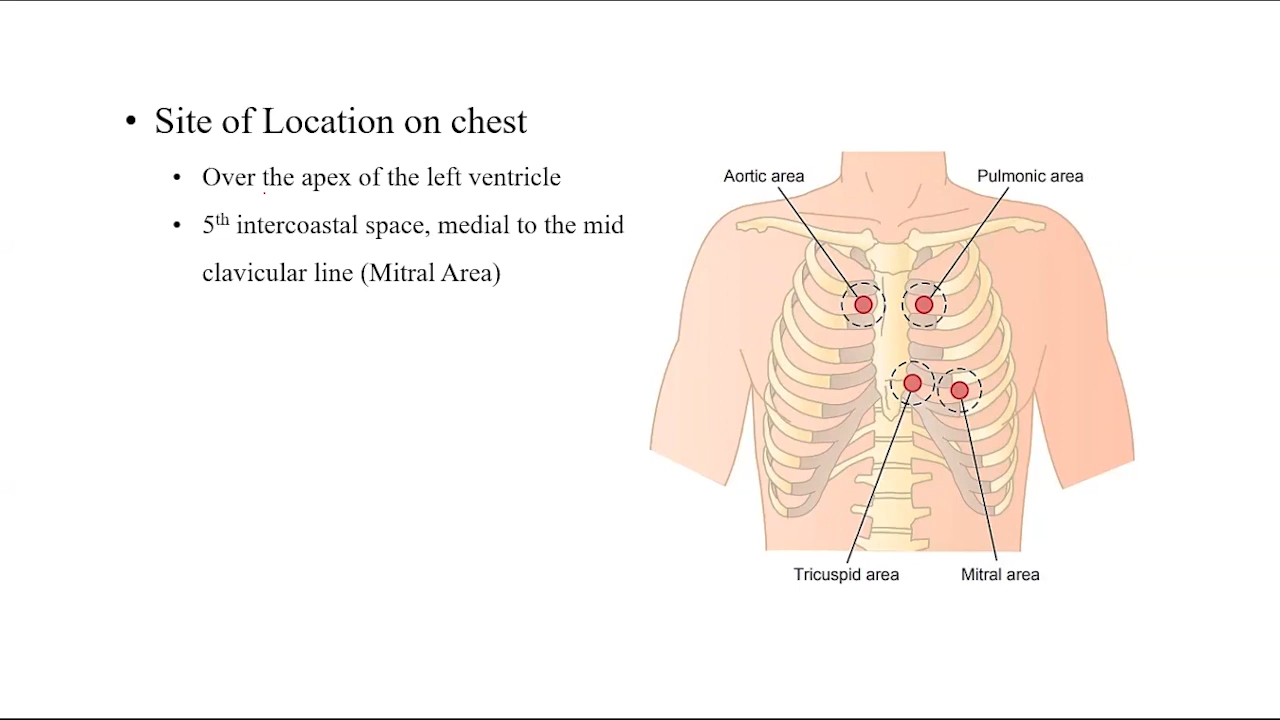 • Site of Location on chest
• Over the apex of the left ventricle
• 5th intercoastal space, medial to the mid
clavicular line (Mitral Area)
Aortic area
Pulmonic area
Tricuspid area
Mitral area